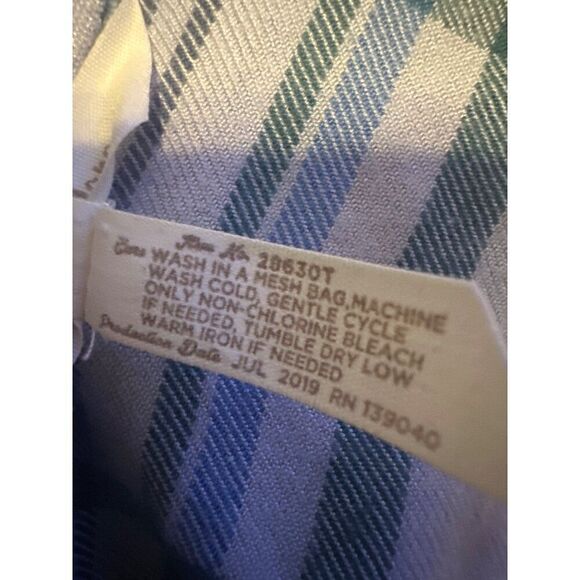 Item No. 28630T
Care WASH IN A MESH BAG, MACHINE
WASH COLD, GENTLE CYCLE
ONLY NON-CHLORINE BLEACH
IF NEEDED, TUMBLE DRY LOW
WARM IRON IF NEEDED
Production Date JUL 2019 RN 139040